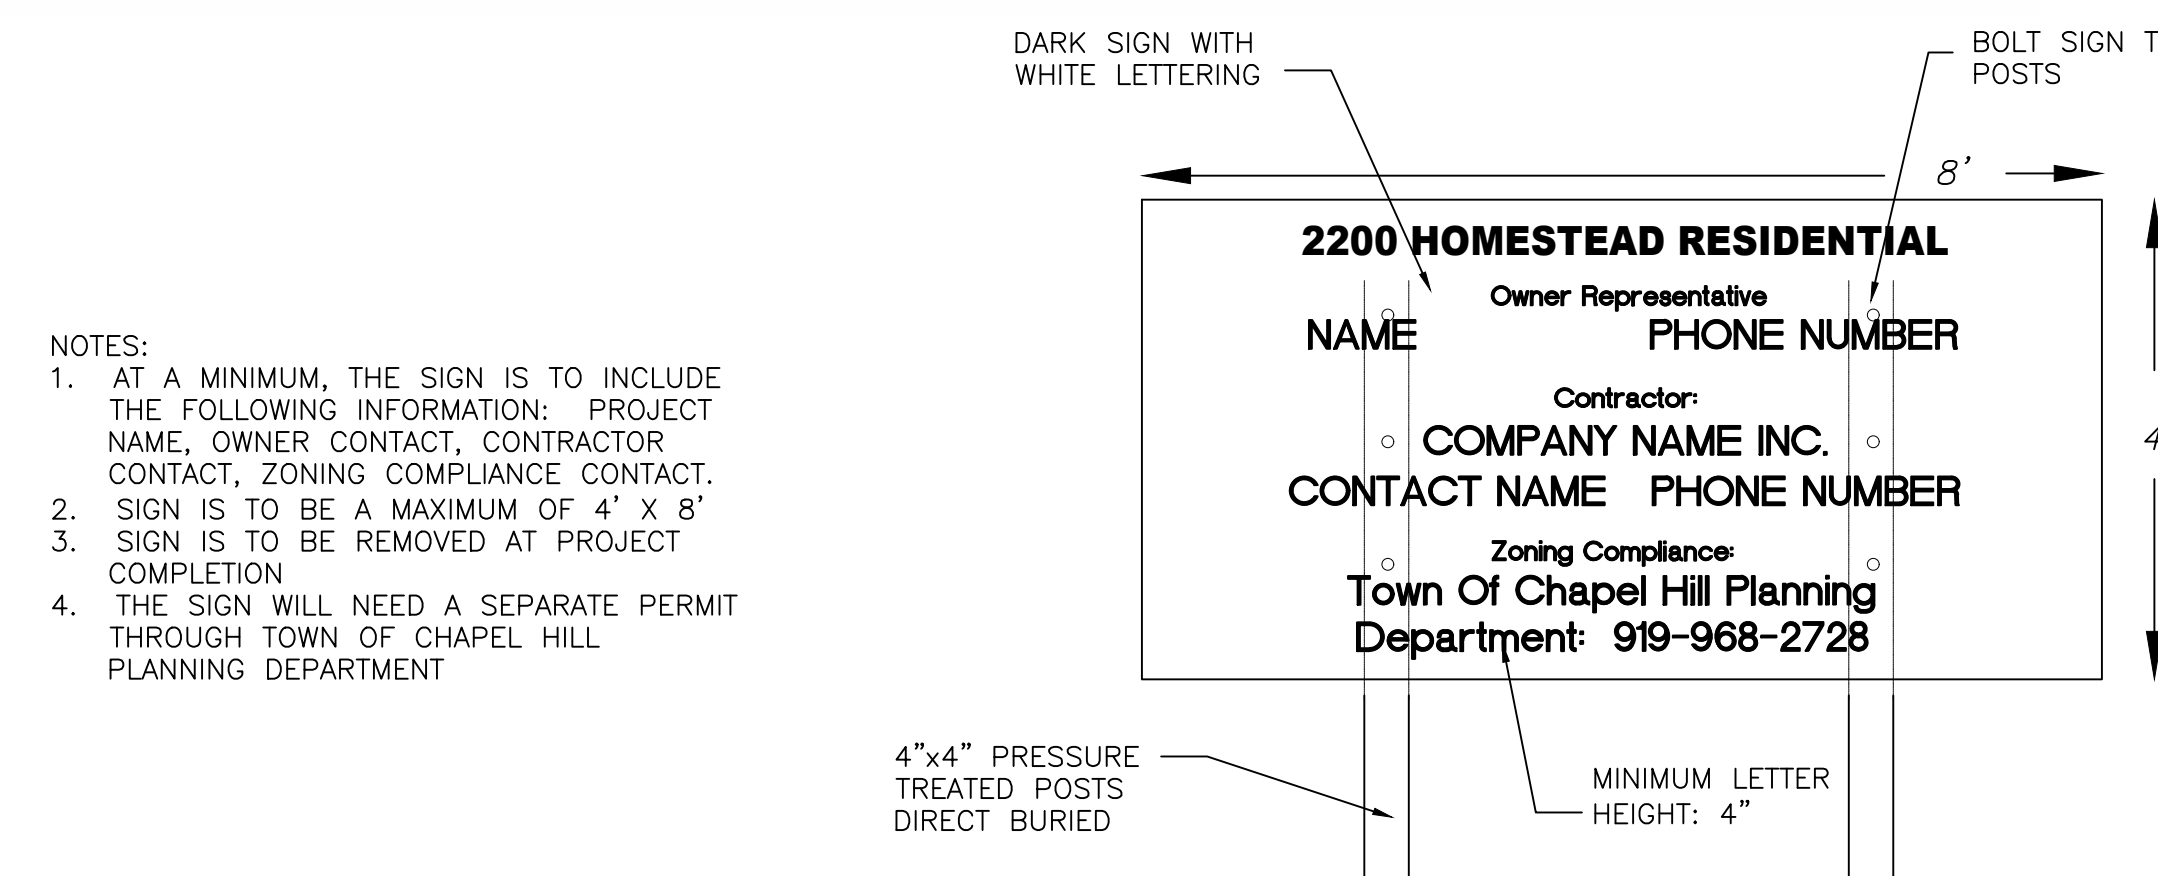 DARK SIGN WITH
WHITE LETTERING
BOLT SIGN
POSTS
8'
2200 HOMESTEAD RESIDENTIAL
Owner Representative
NAME PHONE NUMBER
Contractor:
COMPANY NAME INC.
CONTACT NAME PHONE NUMBER
Zoning Compliance:
Town Of Chapel Hill Planning
Department: 919-968-2728
4
NOTES:
1. AT A MINIMUM, THE SIGN IS TO INCLUDE
THE FOLLOWING INFORMATION: PROJECT
NAME, OWNER CONTACT, CONTRACTOR
CONTACT, ZONING COMPLIANCE CONTACT.
2. SIGN IS TO BE A MAXIMUM OF 4' X 8'
3. SIGN IS TO BE REMOVED AT PROJECT
COMPLETION
4. THE SIGN WILL NEED A SEPARATE PERMIT
THROUGH TOWN OF CHAPEL HILL
PLANNING DEPARTMENT
4"x4" PRESSURE
TREATED POSTS
DIRECT BURIED
MINIMUM LETTER
HEIGHT: 4"